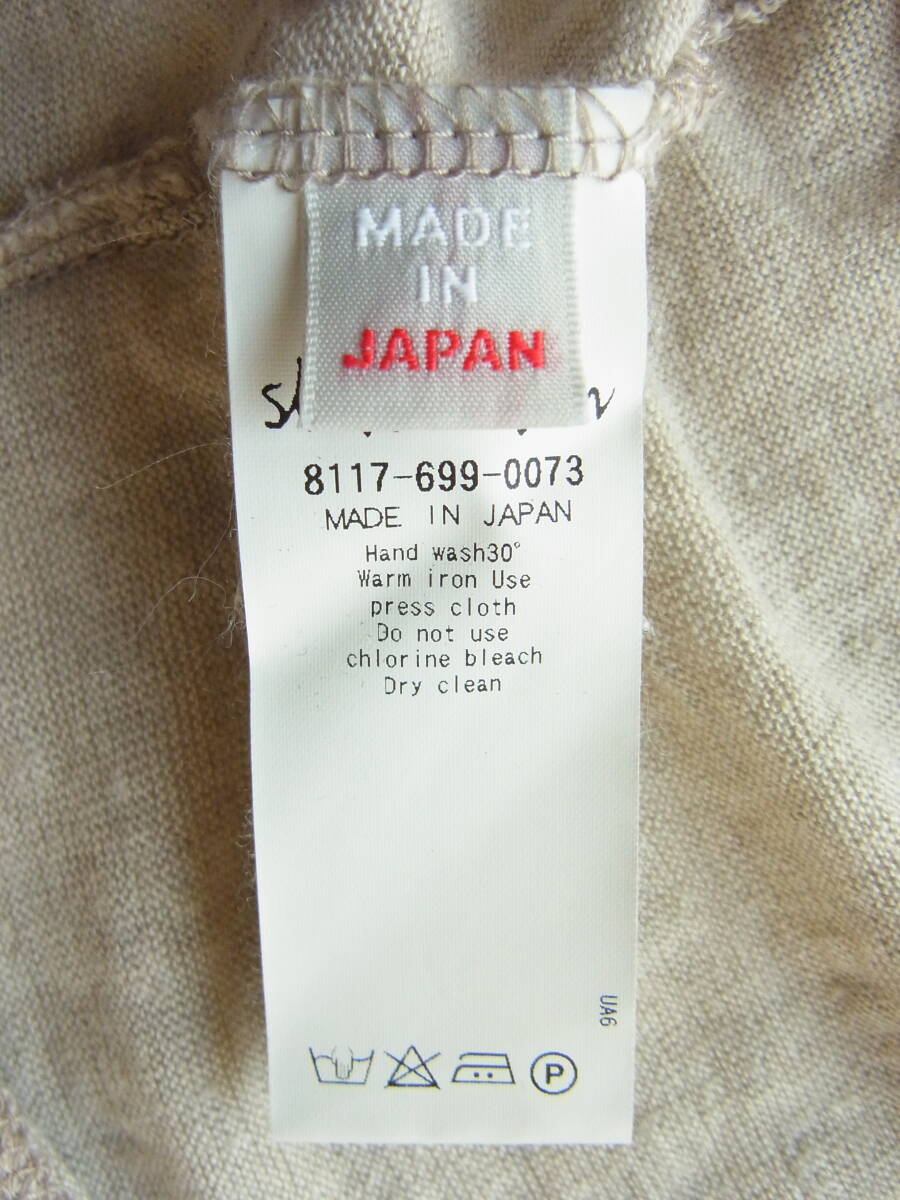 MADE
IN
JAPAN
8117-699-0073
MADE IN JAPAN
Hand wash30°
Warm iron Use
press cloth
Do not use
chlorine bleach
Dry clean
UA6
P